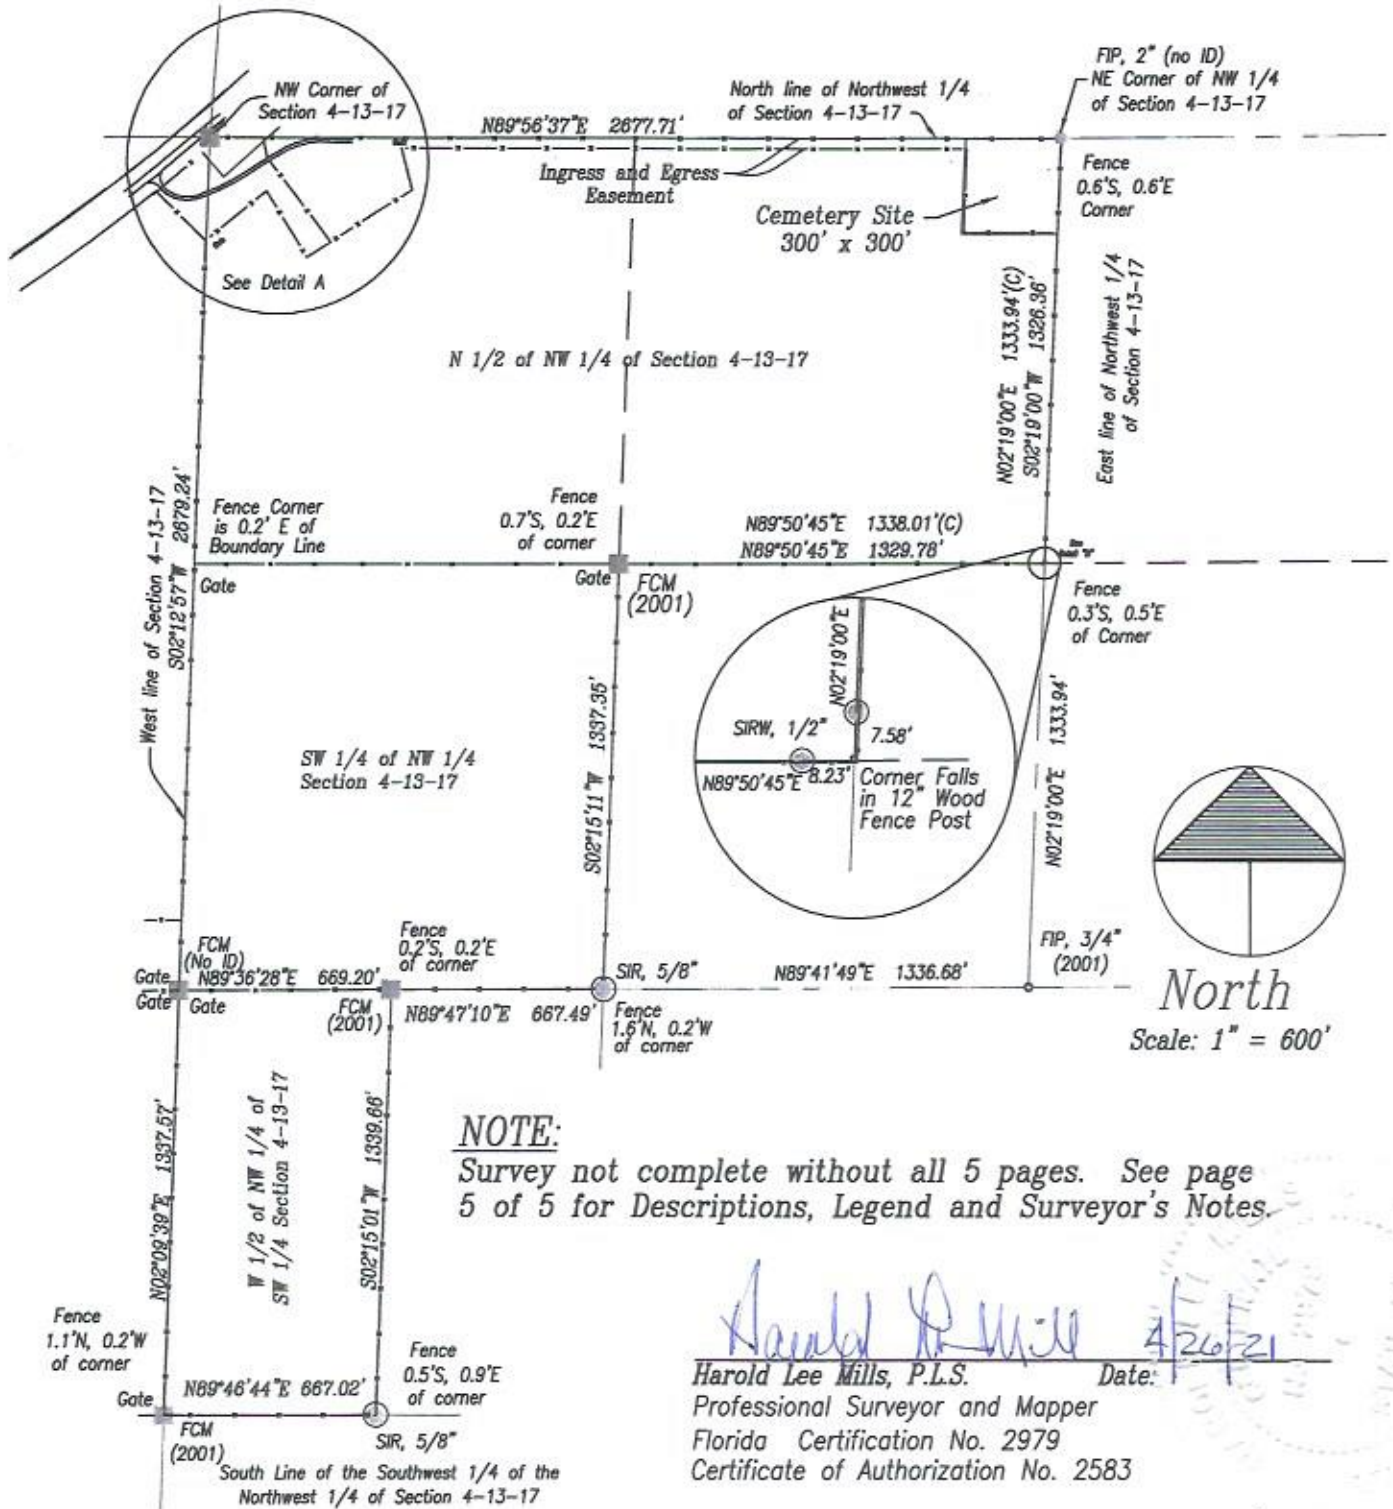 NW Corner of
Section 4-13-17
See Detail A
N89°56'37"E 2677.71'
North line of Northwest 1/4
of Section 4-13-17
FIP, 2" (no ID)
NE Corner of NW 1/4
of Section 4-13-17
Ingress and Egress
Easement
Cemetery Site
300' x 300'
Fence
0.6'S, 0.6'E
Corner
N 1/2 of NW 1/4 of Section 4-13-17
N02°19'00"E 1333.94'(C)
S02°19'00"W 1326.36'
East line of Northwest 1/4
of Section 4-13-17
West line of Section 4-13-17
S02°12'57"W 2679.24'
Fence Corner
is 0.2' E of
Boundary Line
Gate
Fence
0.7'S, 0.2'E
of corner
Gate
FCM
(2001)
N89°50'45"E 1338.01'(C)
N89°50'45"E 1329.78'
Fence
0.3'S, 0.5'E
of Corner
N02°19'00"E
SIRW, 1/2"
7.58'
N89°50'45"E 8.23'
Corner Falls
in 12" Wood
Fence Post
SW 1/4 of NW 1/4
Section 4-13-17
S02°15'11"W 1337.35'
N02°19'00"E 1333.94'
FCM
(No ID)
Gate
N89°36'28"E 669.20'
Gate
Gate
Fence
0.2'S, 0.2'E
of corner
FCM
(2001)
N89°47'10"E 667.49'
SIR, 5/8"
Fence
1.6'N, 0.2'W
of corner
N89°41'49"E 1336.68'
FIP, 3/4"
(2001)
North
Scale: 1" = 600'
N02°09'39"E 1337.57'
W 1/2 of NW 1/4 of
SW 1/4 Section 4-13-17
S02°15'01"W 1339.66'
NOTE:
Survey not complete without all 5 pages. See page
5 of 5 for Descriptions, Legend and Surveyor's Notes.
Fence
1.1'N, 0.2'W
of corner
Gate
N89°46'44"E 667.02'
FCM
(2001)
Fence
0.5'S, 0.9'E
of corner
SIR, 5/8"
South Line of the Southwest 1/4 of the
Northwest 1/4 of Section 4-13-17
4/26/21
Harold Lee Mills, P.L.S. Date:
Professional Surveyor and Mapper
Florida Certification No. 2979
Certificate of Authorization No. 2583